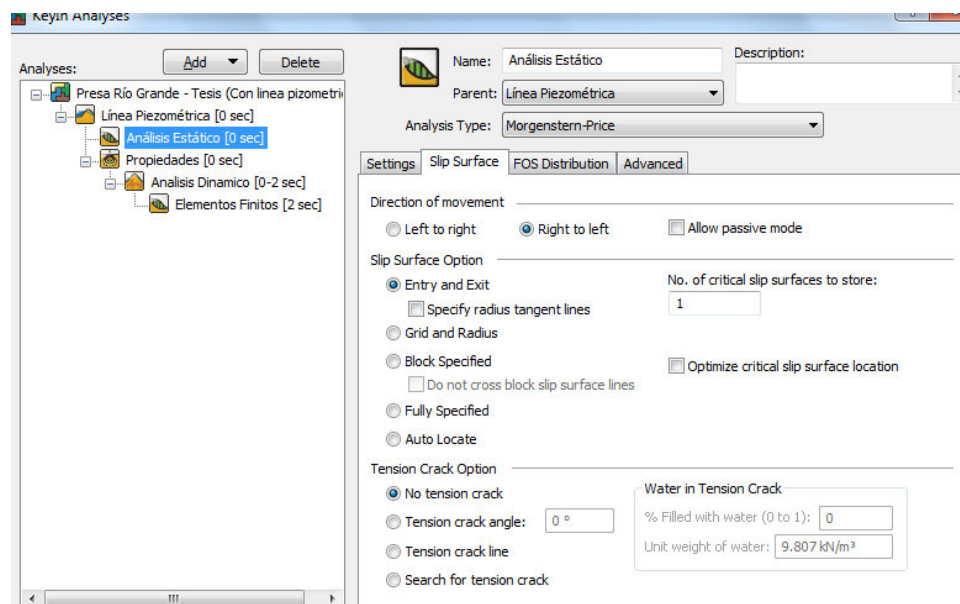 KeyIn Analyses
Analyses:
Add
Delete
Presa Río Grande - Tesis (Con linea pizometri
Línea Piezométrica [0 sec]
Análisis Estático [0 sec]
Propiedades [0 sec]
Analisis Dinamico [0-2 sec]
Elementos Finitos [2 sec]
Name: Análisis Estático
Description:
Parent: Línea Piezométrica
Analysis Type: Morgenstern-Price
Settings Slip Surface FOS Distribution Advanced
Direction of movement
Left to right Right to left Allow passive mode
Slip Surface Option
Entry and Exit
No. of critical slip surfaces to store:
Specify radius tangent lines
1
Grid and Radius
Block Specified
Optimize critical slip surface location
Do not cross block slip surface lines
Fully Specified
Auto Locate
Tension Crack Option
No tension crack
Water in Tension Crack
Tension crack angle: 0 °
% Filled with water (0 to 1): 0
Tension crack line
Unit weight of water: 9.807 kN/m³
Search for tension crack